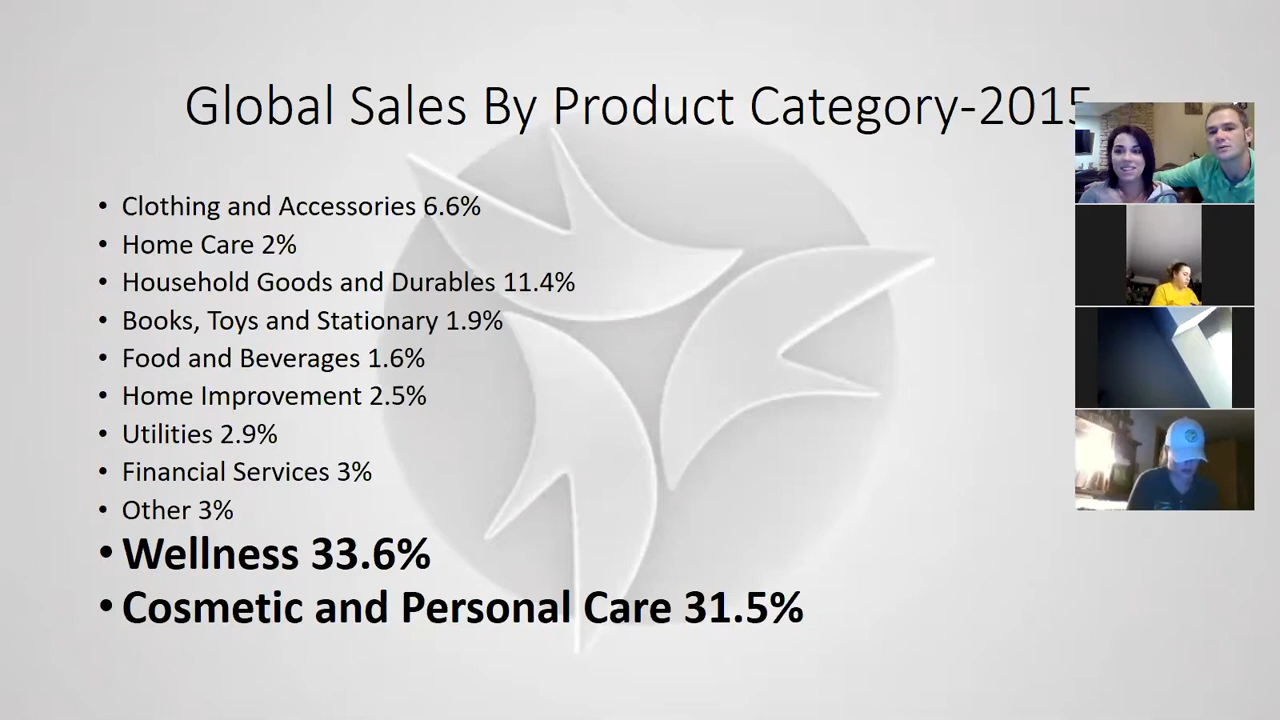 Global Sales By Product Category-2015
• Clothing and Accessories 6.6%
• Home Care 2%
• Household Goods and Durables 11.4%
• Books, Toys and Stationary 1.9%
• Food and Beverages 1.6%
• Home Improvement 2.5%
• Utilities 2.9%
• Financial Services 3%
• Other 3%
• Wellness 33.6%
• Cosmetic and Personal Care 31.5%